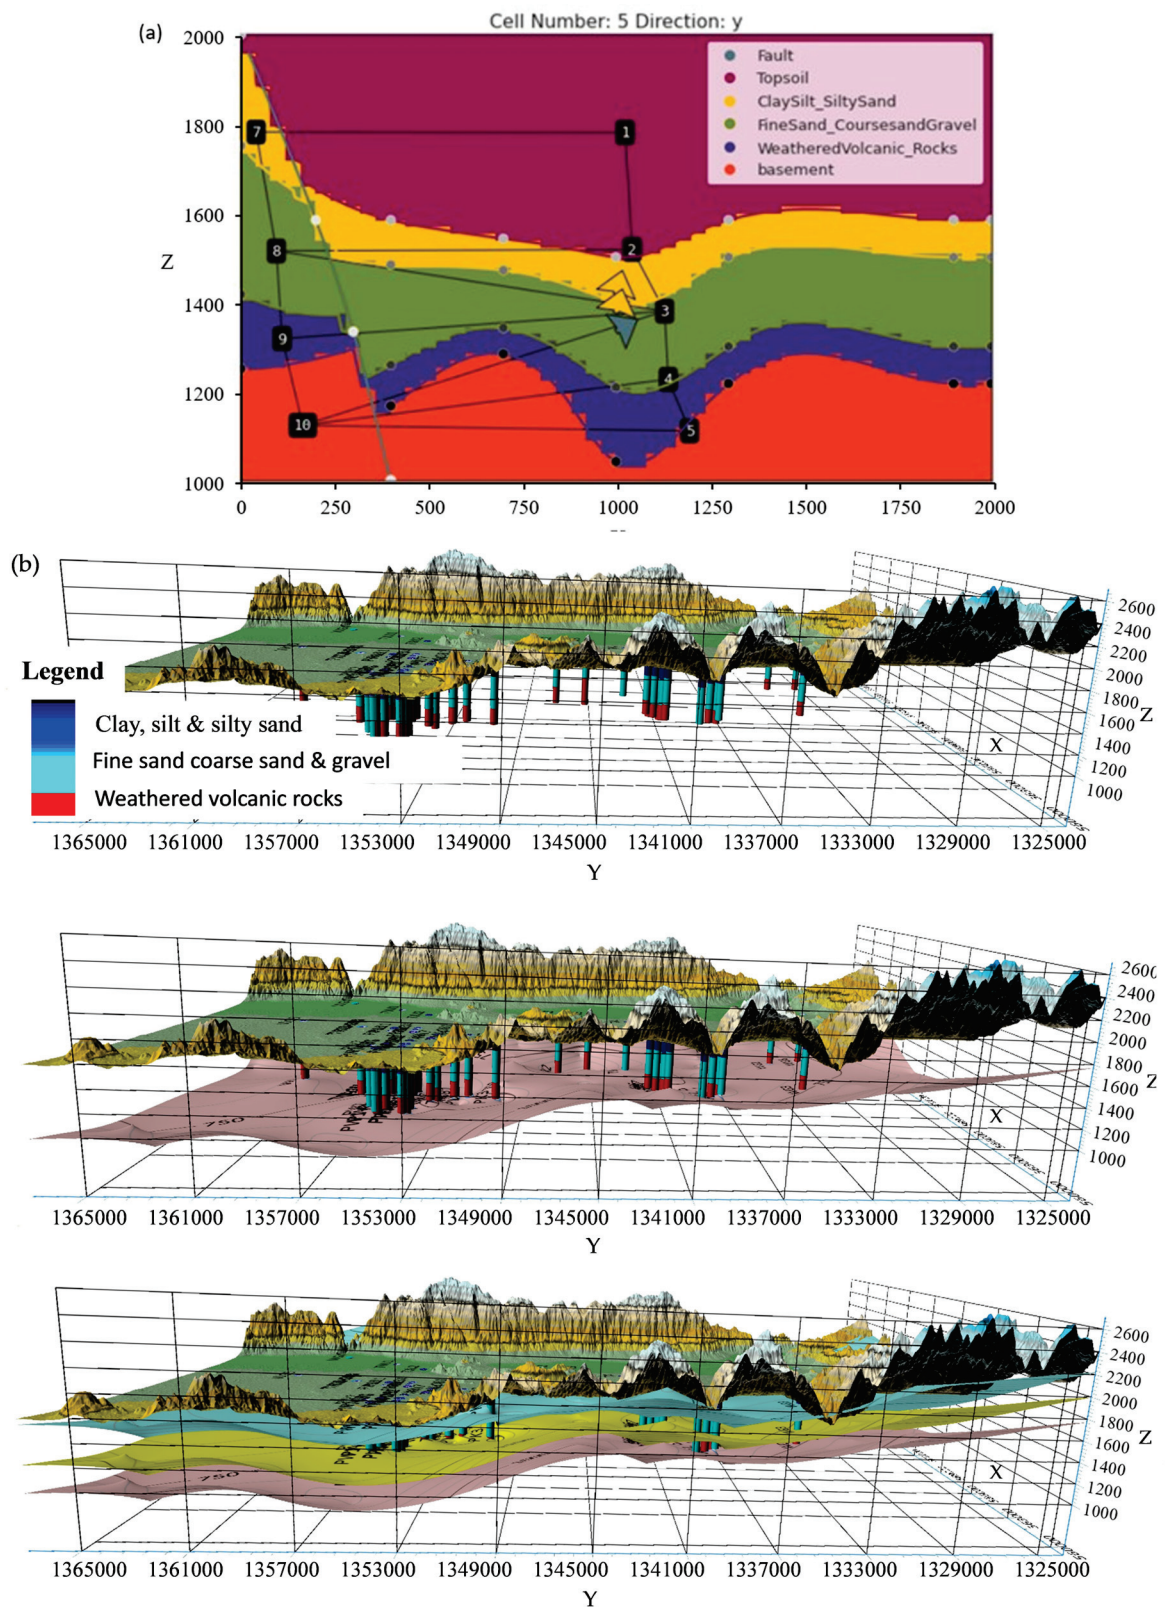 Cell Number: 5 Direction: y
(a)
2000
1800
1600
1400
1200
1000
Z
Fault
Topsoil
ClaySilt_SiltySand
FineSand_CoursesandGravel
WeatheredVolcanic_Rocks
basement
7
1
8
2
3
9
4
10
5
0 250 500 750 1000 1250 1500 1750 2000
(b)
Legend
Clay, silt & silty sand
Fine sand coarse sand & gravel
Weathered volcanic rocks
2600
2400
2200
2000
1800
1600
1400
1200
1000
Z
X
1365000 1361000 1357000 1353000 1349000 1345000 1341000 1337000 1333000 1329000 1325000
Y
2600
2400
2200
2000
1800
1600
1400
1200
1000
Z
X
750
1365000 1361000 1357000 1353000 1349000 1345000 1341000 1337000 1333000 1329000 1325000
Y
2600
2400
2200
2000
1800
1600
1400
1200
1000
Z
X
750
1365000 1361000 1357000 1353000 1349000 1345000 1341000 1337000 1333000 1329000 1325000
Y